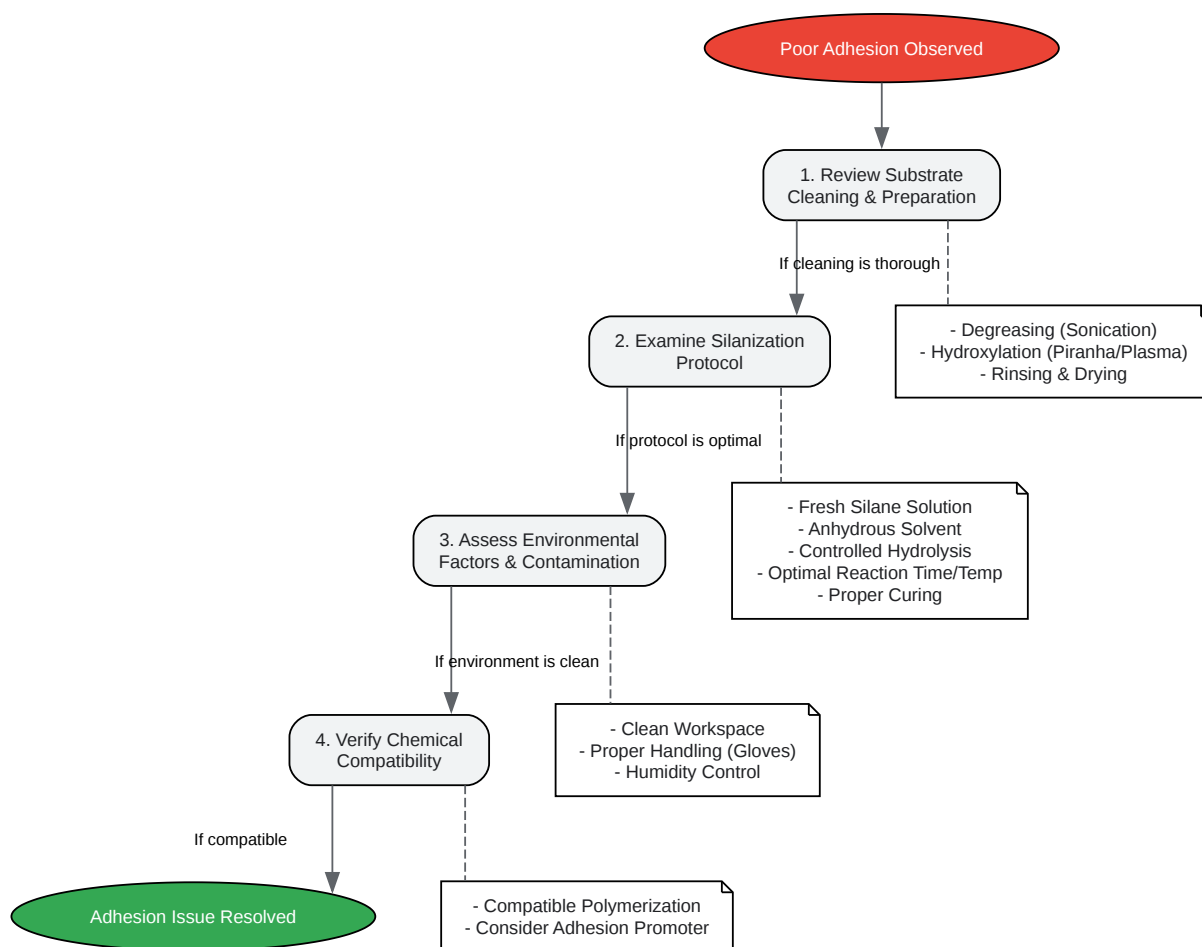 Poor Adhesion Observed
1. Review Substrate
Cleaning & Preparation
If cleaning is thorough
- Degreasing (Sonication)
- Hydroxylation (Piranha/Plasma)
- Rinsing & Drying
2. Examine Silanization
Protocol
If protocol is optimal
- Fresh Silane Solution
- Anhydrous Solvent
- Controlled Hydrolysis
- Optimal Reaction Time/Temp
- Proper Curing
3. Assess Environmental
Factors & Contamination
If environment is clean
- Clean Workspace
- Proper Handling (Gloves)
- Humidity Control
4. Verify Chemical
Compatibility
If compatible
- Compatible Polymerization
- Consider Adhesion Promoter
Adhesion Issue Resolved